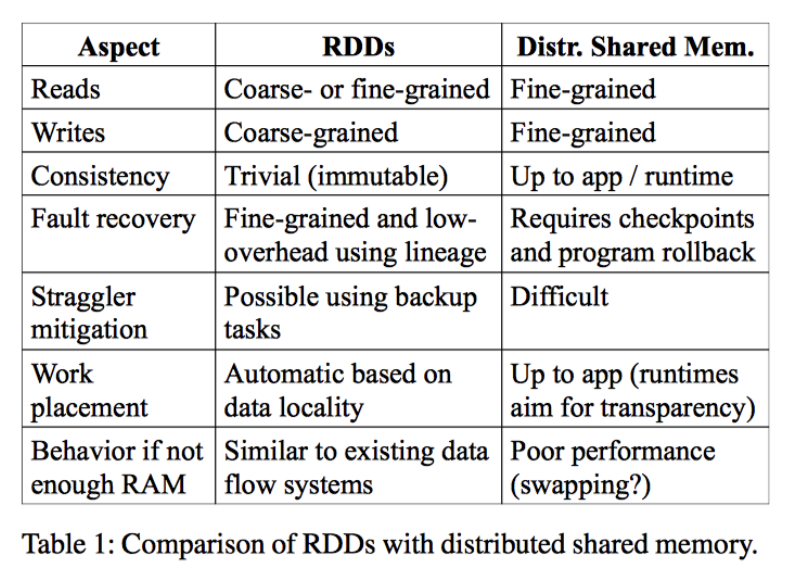 Aspect RDDs Distr. Shared Mem.
Reads Coarse- or fine-grained Fine-grained
Writes Coarse-grained Fine-grained
Consistency Trivial (immutable) Up to app / runtime
Fault recovery Fine-grained and low- Requires checkpoints
overhead using lineage and program rollback
Straggler Possible using backup Difficult
mitigation tasks
Work Automatic based on Up to app (runtimes
placement data locality aim for transparency)
Behavior if not Similar to existing data Poor performance
enough RAM flow systems (swapping?)
Table 1: Comparison of RDDs with distributed shared memory.